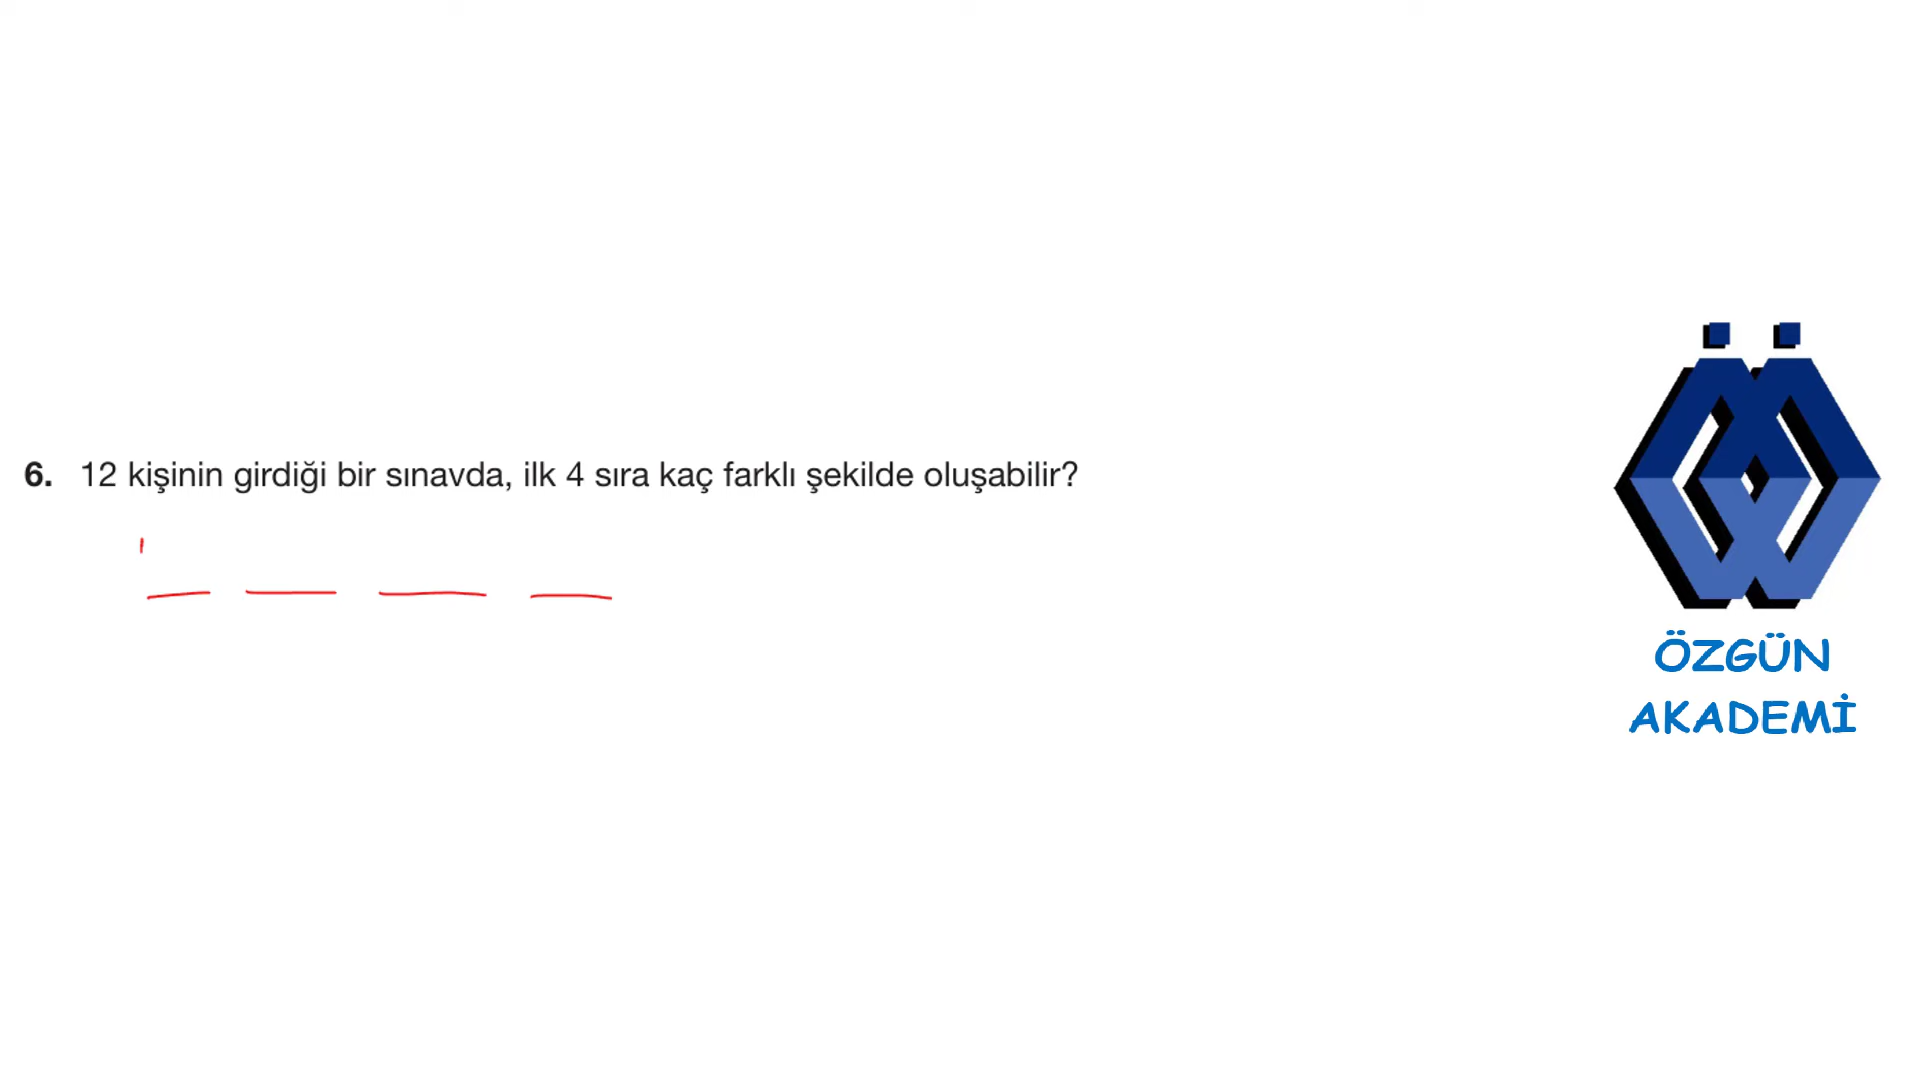 6. 12 kişinin girdiği bir sınavda, ilk 4 sıra kaç farklı şekilde oluşabilir?
ÖZGÜN
AKADEMİ